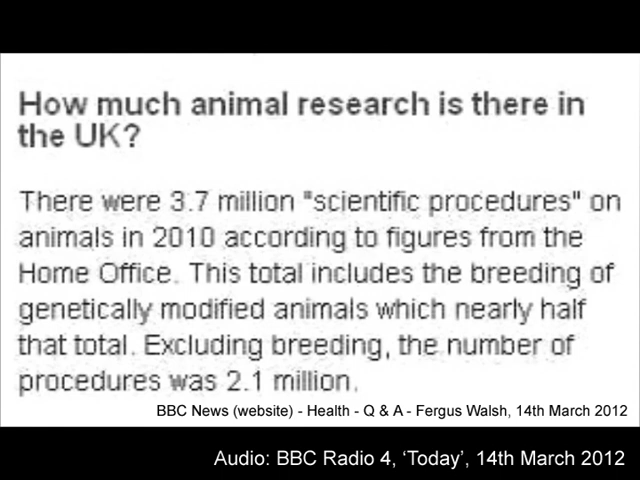 How much animal research is there in
the UK?
There were 3.7 million "scientific procedures" on
animals in 2010 according to figures from the
Home Office. This total includes the breeding of
genetically modified animals which nearly half
that total. Excluding breeding, the number of
procedures was 2.1 million.
BBC News (website) - Health - Q & A - Fergus Walsh, 14th March 2012
Audio: BBC Radio 4, ‘Today’, 14th March 2012